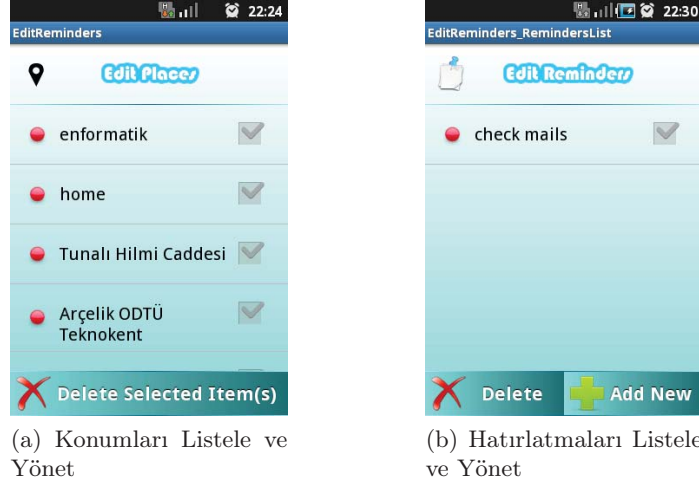 22:24
EditReminders
Edit Places
enformatik
home
Tunalı Hilmi Caddesi
Arçelik ODTÜ
Teknokent
Delete Selected Item(s)
(a) Konumları Listele ve
Yönet
22:30
EditReminders_RemindersList
Edit Reminders
check mails
Delete
Add New
(b) Hatırlatmaları Listele
ve Yönet